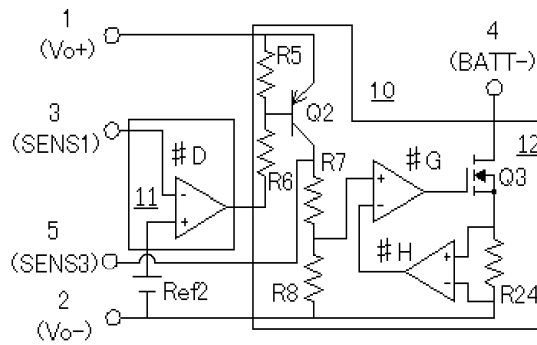 1
(Vo+)
R5
10
4
(BATT-)
3
(SENS1)
#D
Q2
12
11
-
+
R6
R7
#G
+
-
Q3
5
(SENS3)
#H
+
-
Ref2
R8
R24
2
(Vo-)